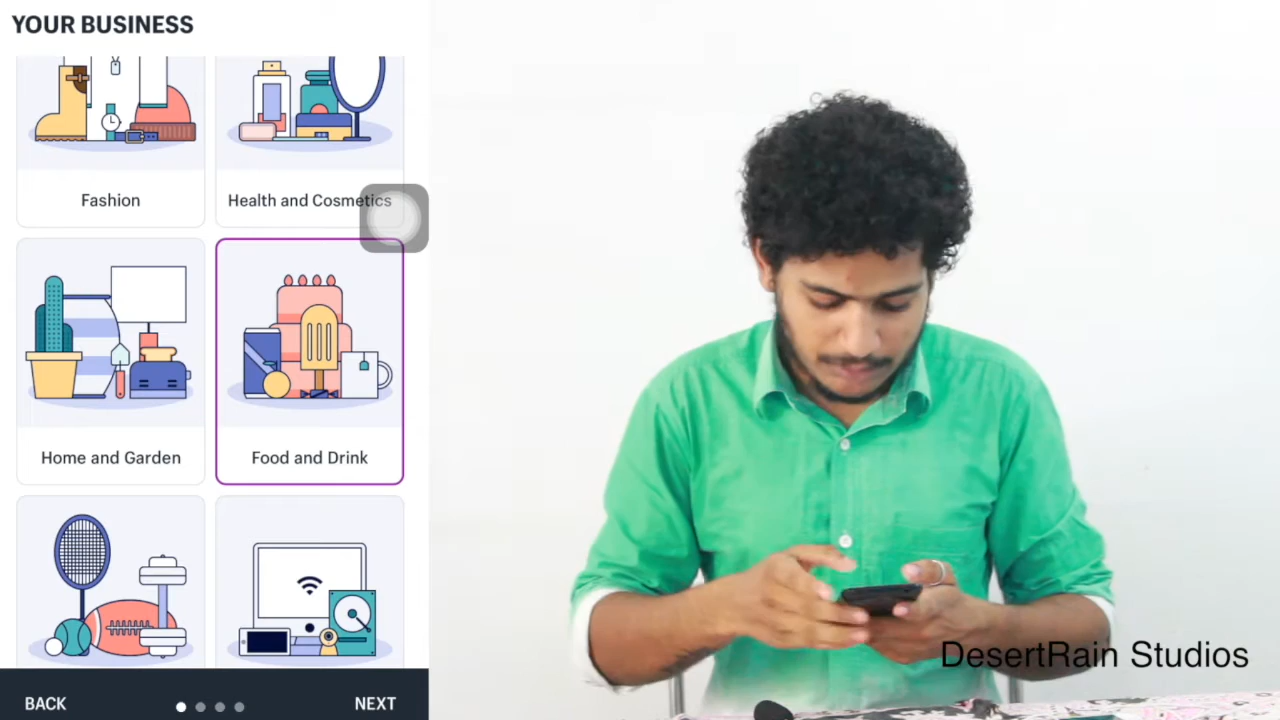 YOUR BUSINESS
Fashion
Health and Cosmetics
Home and Garden
Food and Drink
BACK
NEXT
DesertRain Studios